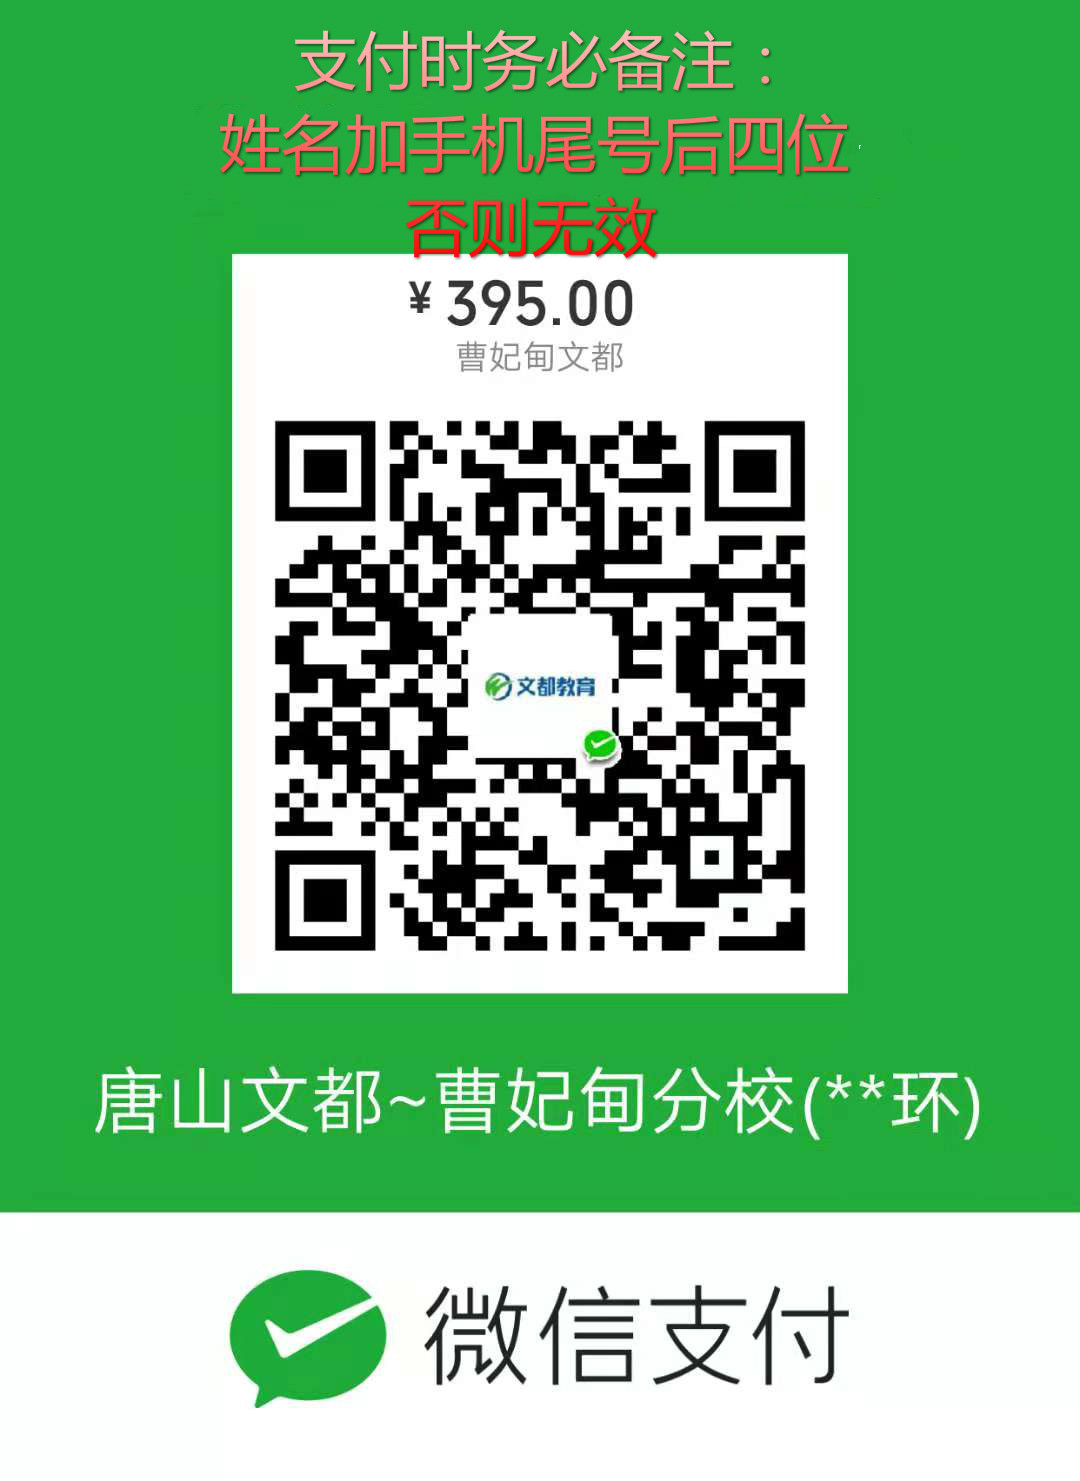 支付时务必备注：
姓名加手机尾号后四位
否则无效
¥395.00
曹妃甸文都
文都教育
唐山文都~曹妃甸分校(**环)
微信支付